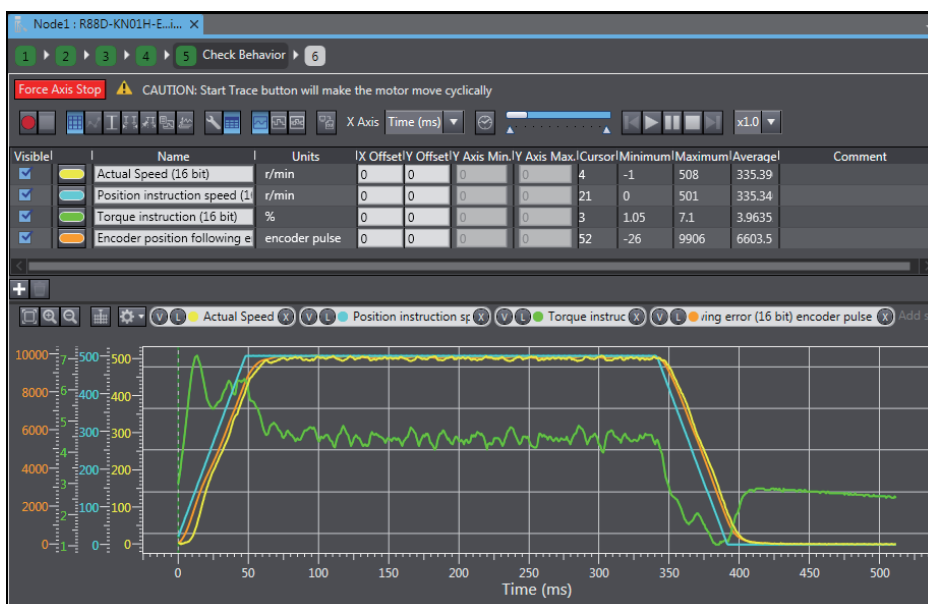 Node1 : R88D-KN01H-E...i... X
1 2 3 4 5 Check Behavior 6
Force Axis Stop CAUTION: Start Trace button will make the motor move cyclically
X Axis Time (ms) x1.0
Visible Name Units X Offset Y Offset Y Axis Min. Y Axis Max. Cursor Minimum Maximum Average Comment
Actual Speed (16 bit) r/min 0 0 0 0 4 -1 508 335.39
Position instruction speed (1 r/min 0 0 0 0 21 0 501 335.34
Torque instruction (16 bit) % 0 0 0 0 3 1.05 7.1 3.9635
Encoder position following e encoder pulse 0 0 0 0 52 -26 9906 6603.5
V L Actual Speed X V L Position instruction sp X V L Torque instruc X V L ving error (16 bit) encoder pulse X Add s
10000 7 500 500
8000 6 400 400
5
6000 300 300
4
4000 200 200
3
2000 2 100 100
0 1 0 0
0 50 100 150 200 250 300 350 400 450 500
Time (ms)